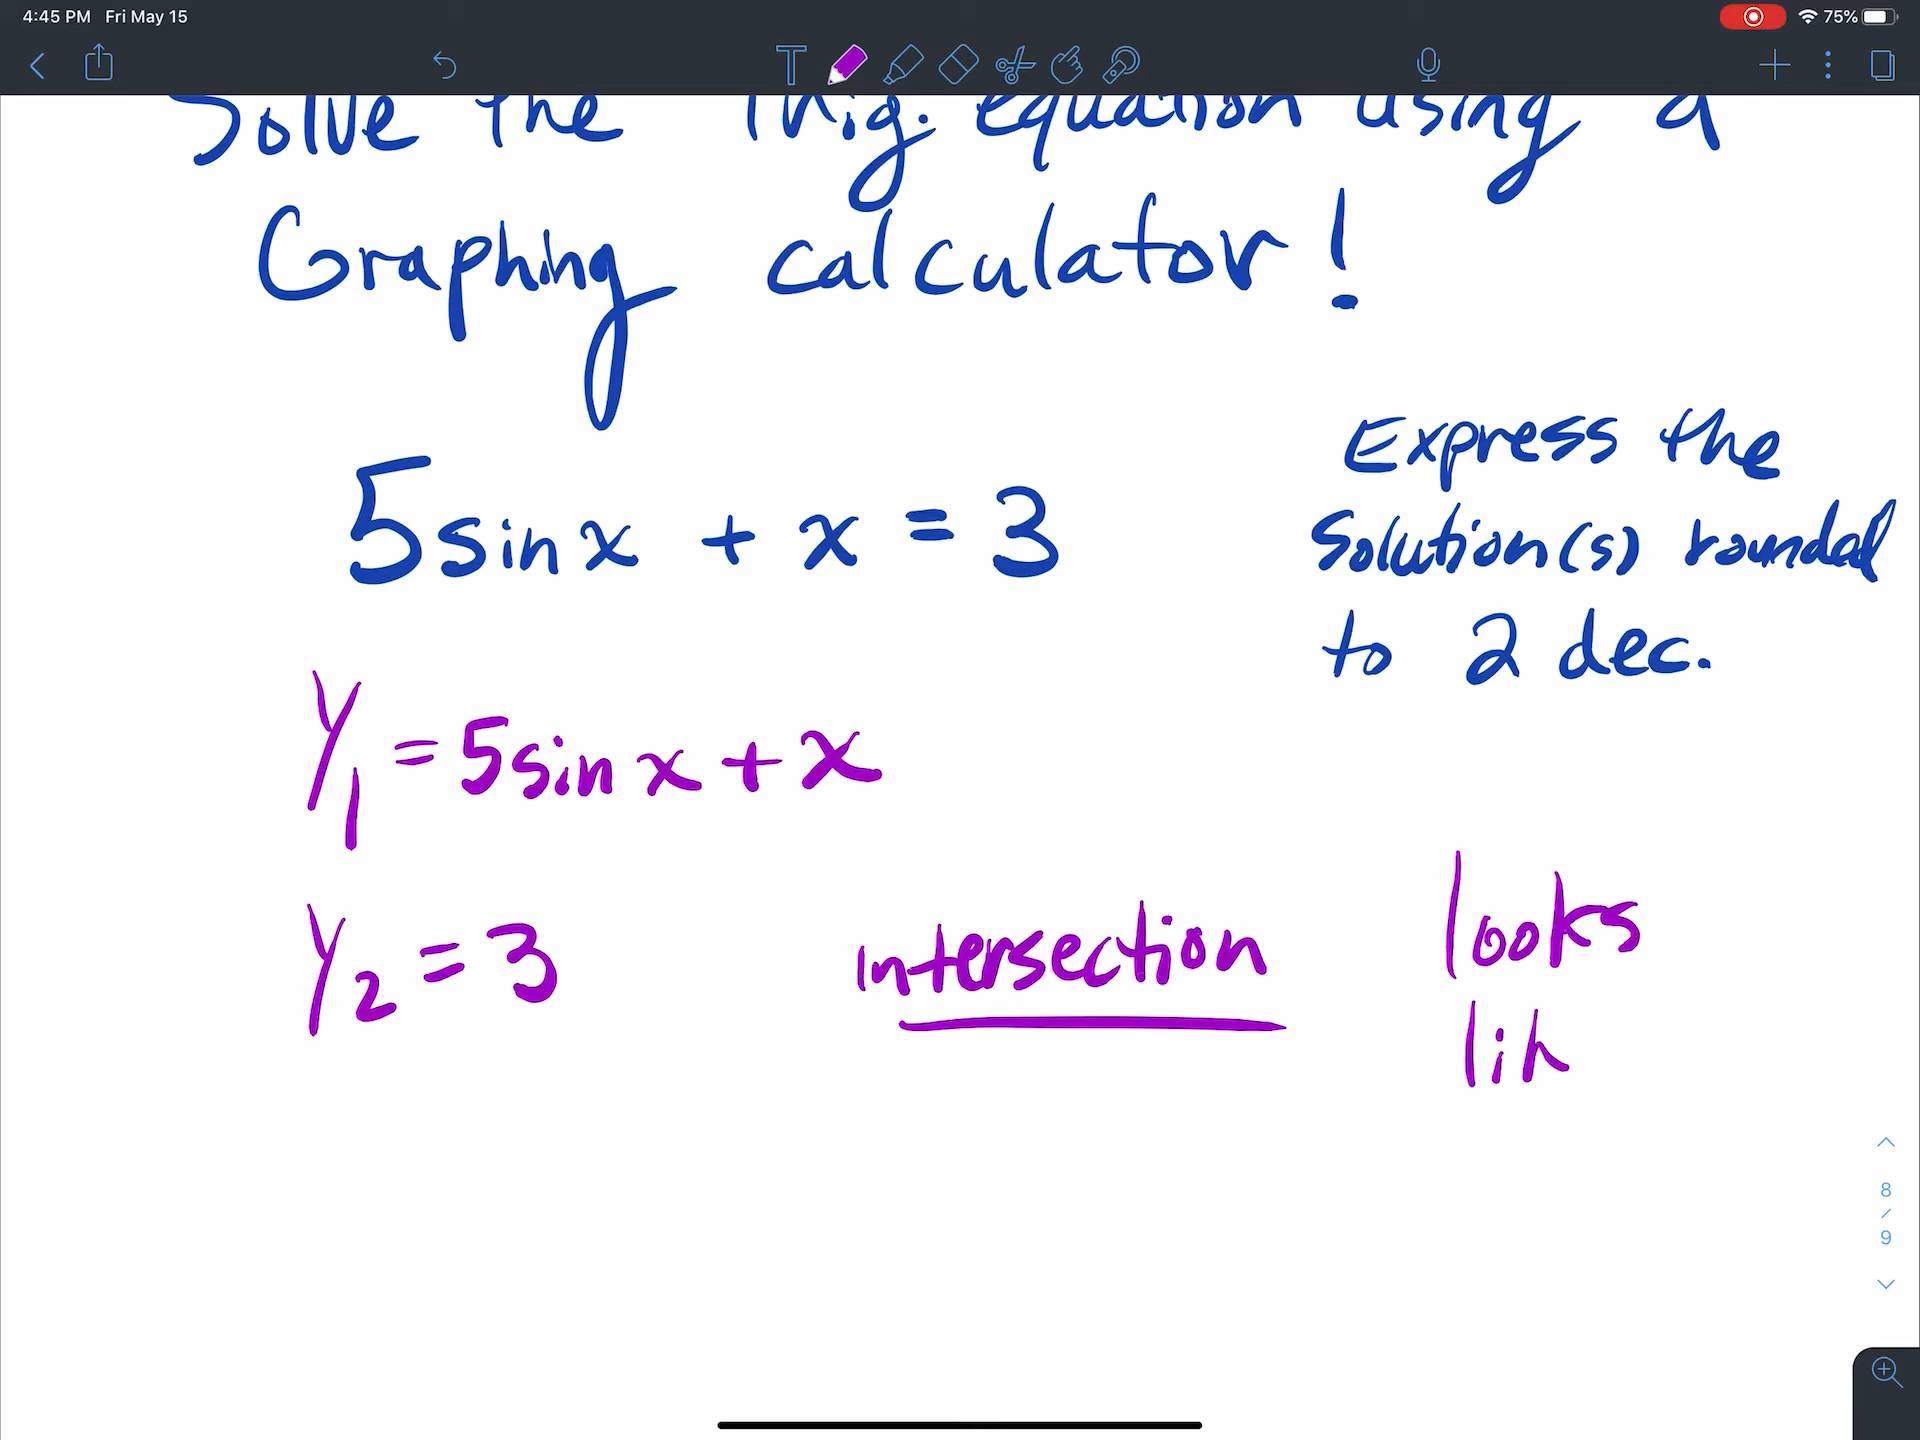 4:45 PM Fri May 15
75%
Solve the Trig. equation using a
Graphing calculator!
5sinx + x = 3
Express the
Solution(s) rounded
to 2 dec.
Y₁ = 5sinx + x
Y₂ = 3
intersection
looks
lik
8
/
9